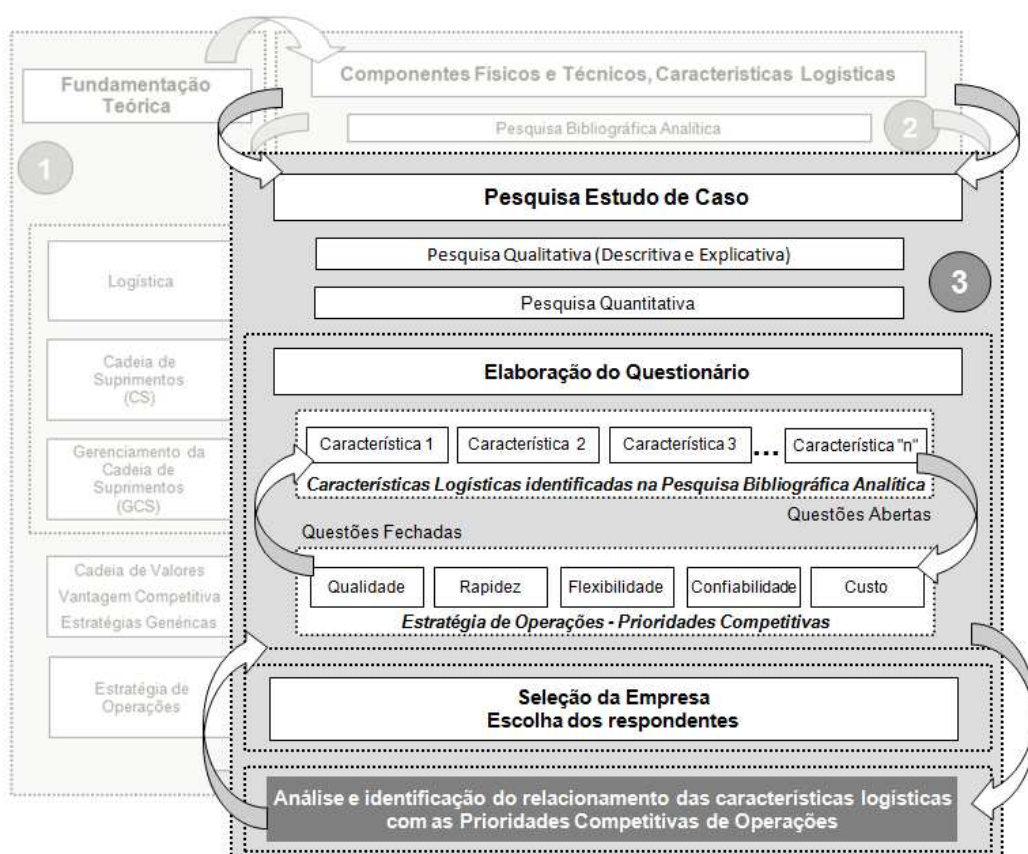 Fundamentação
Teórica
1
Logística
Cadeia de
Suprimentos
(CS)
Gerenciamento da
Cadeia de
Suprimentos
(GCS)
Cadeia de Valores
Vantagem Competitiva
Estratégias Genéricas
Estratégia de
Operações
Componentes Físicos e Técnicos, Caracteristicas Logísticas
Pesquisa Bibliográfica Analítica
2
Pesquisa Estudo de Caso
Pesquisa Qualitativa (Descritiva e Explicativa)
3
Pesquisa Quantitativa
Elaboração do Questionário
Característica 1 Característica 2 Característica 3 ... Característica "n"
Características Logísticas identificadas na Pesquisa Bibliográfica Analítica
Questões Abertas
Questões Fechadas
Qualidade Rapidez Flexibilidade Confiabilidade Custo
Estratégia de Operações - Prioridades Competitivas
Seleção da Empresa
Escolha dos respondentes
Análise e identificação do relacionamento das características logísticas
com as Prioridades Competitivas de Operações